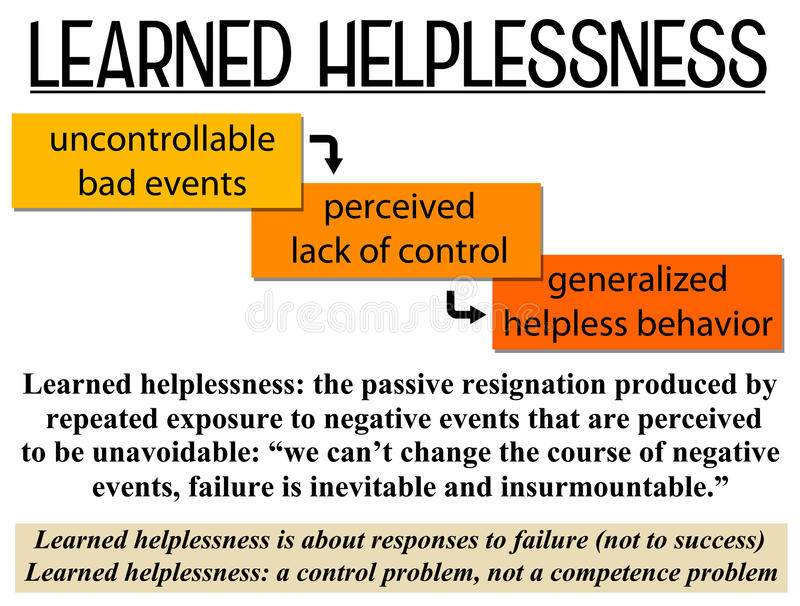 LEARNED HELPLESSNESS
uncontrollable
bad events
perceived
lack of control
generalized
helpless behavior
dreamstime
Learned helplessness: the passive resignation produced by
repeated exposure to negative events that are perceived
to be unavoidable: “we can’t change the course of negative
events, failure is inevitable and insurmountable.”
Learned helplessness is about responses to failure (not to success)
Learned helplessness: a control problem, not a competence problem